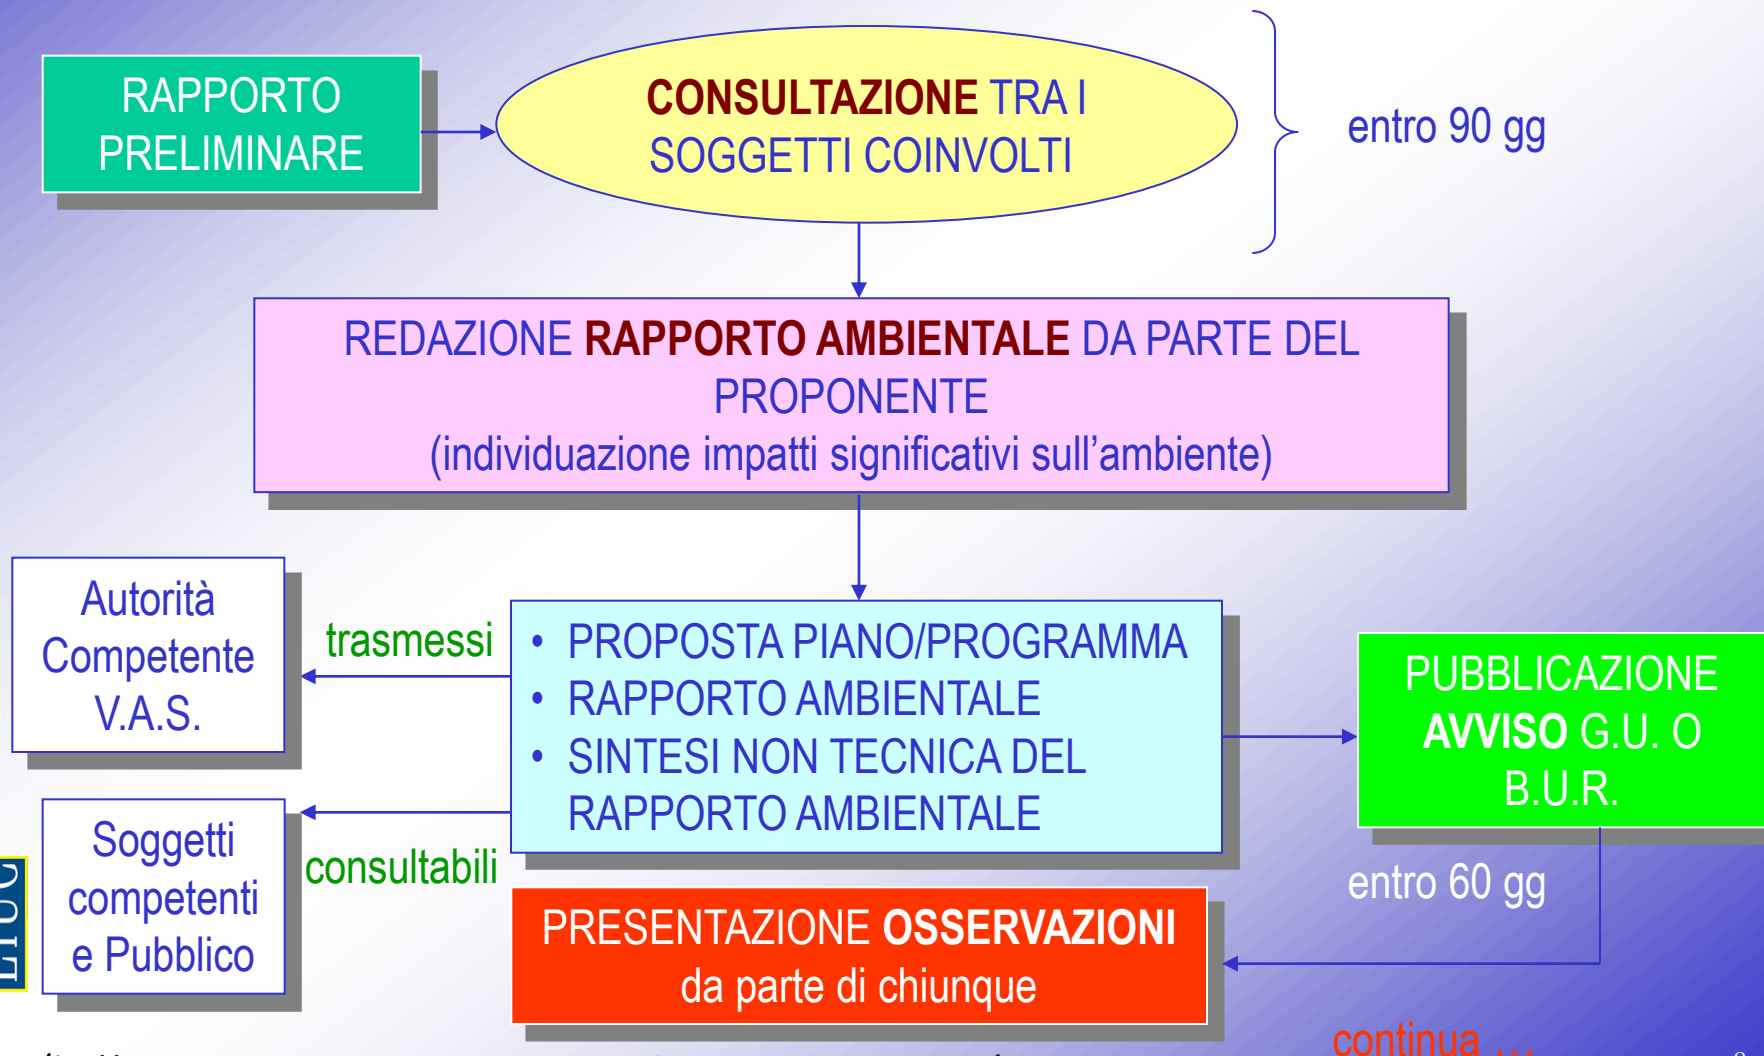 RAPPORTO
PRELIMINARE
CONSULTAZIONE TRA I
SOGGETTI COINVOLTI
entro 90 gg
REDAZIONE RAPPORTO AMBIENTALE DA PARTE DEL
PROPONENTE
(individuazione impatti significativi sull’ambiente)
Autorità
Competente
V.A.S.
trasmessi
• PROPOSTA PIANO/PROGRAMMA
• RAPPORTO AMBIENTALE
• SINTESI NON TECNICA DEL
RAPPORTO AMBIENTALE
PUBBLICAZIONE
AVVISO G.U. O
B.U.R.
Soggetti
competenti
e Pubblico
consultabili
entro 60 gg
PRESENTAZIONE OSSERVAZIONI
da parte di chiunque
continua ...